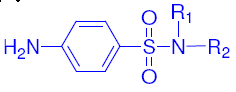 O R₁
H₂N S N R₂
O